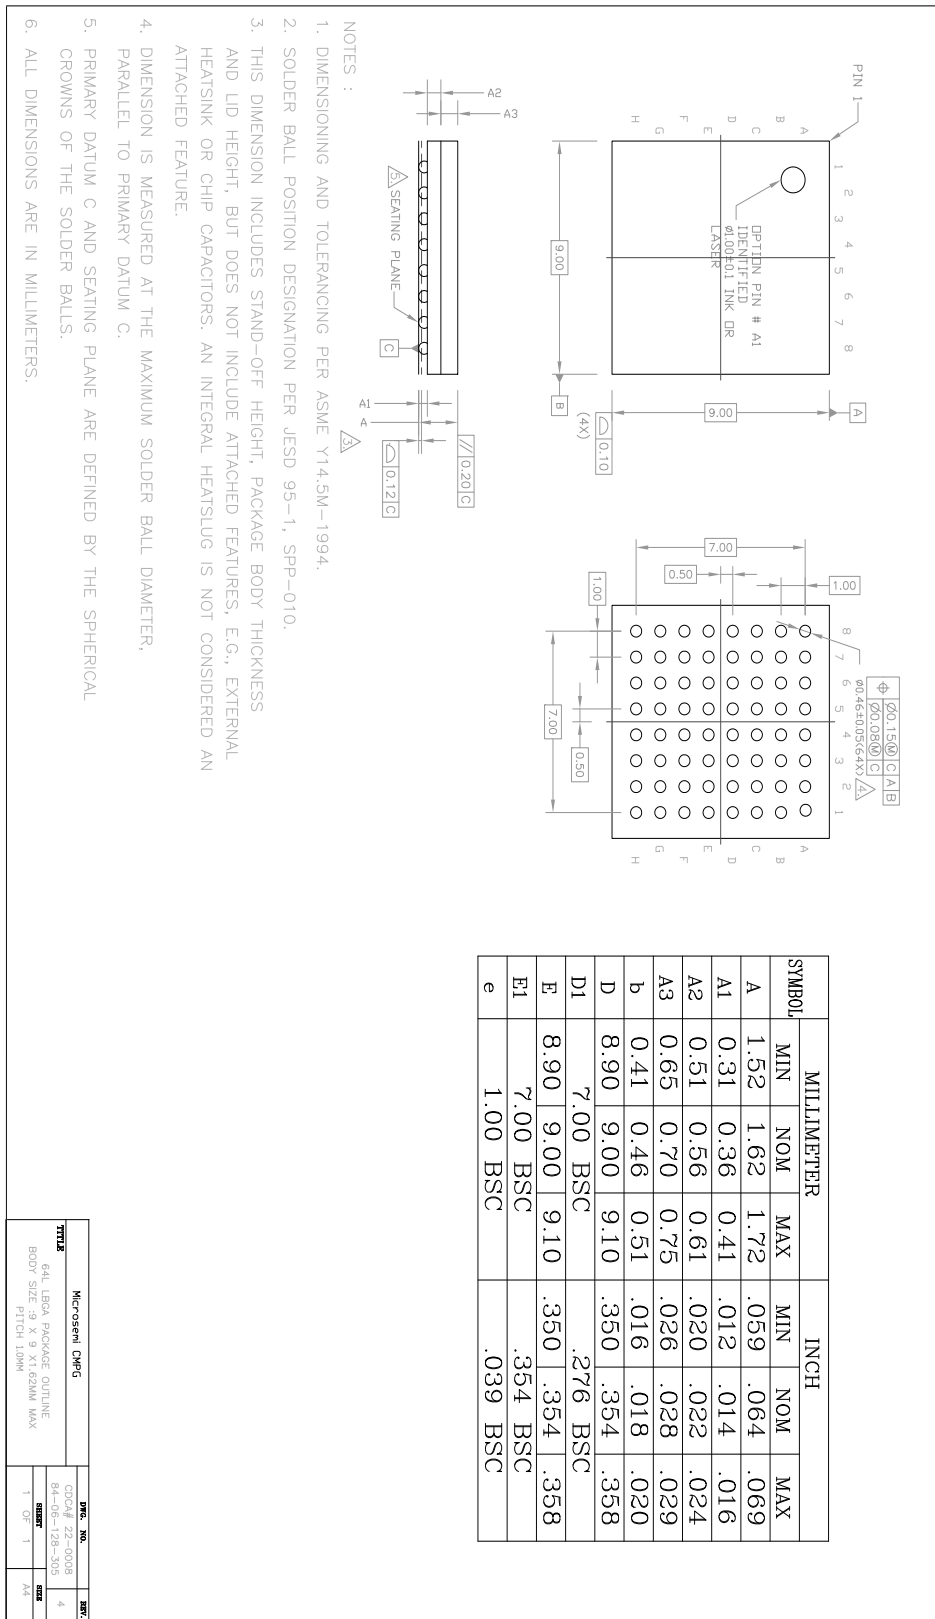 PIN 1
1 2 3 4 5 6 7 8
A
B
C
D
E
F
G
H
OPTION PIN # A1
IDENTIFIED
Ø1.00±0.1 INK OR
LASER
9.00
9.00
A
B
0.10
(4X)
A2
A3
5 SEATING PLANE
C
A1
A
3
// 0.20 C
0.12 C
7.00
0.50
1.00
1.00
8 7 6 5 4 3 2 1
A
B
C
D
E
F
G
H
7.00
0.50
Ø0.15 M C A B
Ø0.08 M C
Ø0.46±0.05(64X) 4
NOTES :
1. DIMENSIONING AND TOLERANCING PER ASME Y14.5M-1994.
2. SOLDER BALL POSITION DESIGNATION PER JESD 95-1, SPP-010.
3. THIS DIMENSION INCLUDES STAND-OFF HEIGHT, PACKAGE BODY THICKNESS
AND LID HEIGHT, BUT DOES NOT INCLUDE ATTACHED FEATURES, E.G., EXTERNAL
HEATSINK OR CHIP CAPACITORS. AN INTEGRAL HEATSLUG IS NOT CONSIDERED AN
ATTACHED FEATURE.
4. DIMENSION IS MEASURED AT THE MAXIMUM SOLDER BALL DIAMETER,
PARALLEL TO PRIMARY DATUM C.
5. PRIMARY DATUM C AND SEATING PLANE ARE DEFINED BY THE SPHERICAL
CROWNS OF THE SOLDER BALLS.
6. ALL DIMENSIONS ARE IN MILLIMETERS.
SYMBOL MILLIMETER INCH
MIN NOM MAX MIN NOM MAX
A 1.52 1.62 1.72 .059 .064 .069
A1 0.31 0.36 0.41 .012 .014 .016
A2 0.51 0.56 0.61 .020 .022 .024
A3 0.65 0.70 0.75 .026 .028 .029
b 0.41 0.46 0.51 .016 .018 .020
D 8.90 9.00 9.10 .350 .354 .358
D1 7.00 BSC .276 BSC
E 8.90 9.00 9.10 .350 .354 .358
E1 7.00 BSC .354 BSC
e 1.00 BSC .039 BSC
Microsemi CMPG
TITLE
64L LBGA PACKAGE OUTLINE
BODY SIZE :9 X 9 X1.62MM MAX
PITCH 1.0MM
DWG. NO. REV.
CDCA# 22-0008
84-06-128-305 4
SHEET SIZE
1 OF 1 A4